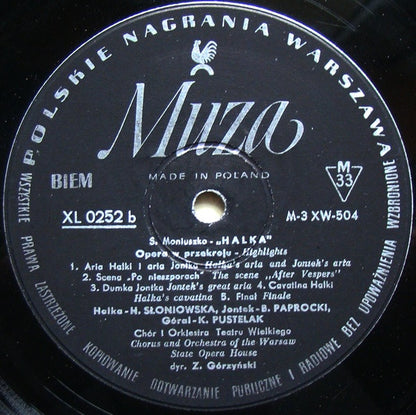 POLSKIE NAGRANIA WARSZAWA
Muza
MADE IN POLAND
BIEM
M
33
XL 0252 b
M-3 XW-504
S. Moniuszko - „HALKA"
Opera w przekroju - Highlights
1. Aria Halki i aria Jontka Halka's aria and Jontek's aria
2. Scena „Po nieszporach" The scene „After Vespers"
3. Dumka Jontka Jontek's great aria 4. Cavatina Halki
Halka's cavatina 5. Finał Finale
Halka-H. SŁONIOWSKA, Jontek-B. PAPROCKI,
Góral-K. PUSTELAK
Chór i Orkiestra Teatru Wielkiego
Chorus and Orchestra of the Warsaw
State Opera House
dyr. Z. Górzyński
WSZYSTKIE PRAWA ZASTRZEŻONE KOPIOWANIE ODTWARZANIE PUBLICZNE I RADIOWE BEZ UPOWAŻNIENIA WZBRONIONE